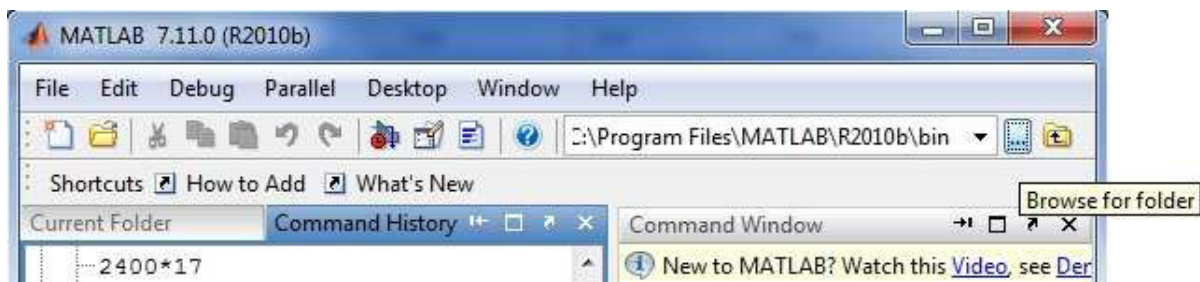 MATLAB 7.11.0 (R2010b)
File Edit Debug Parallel Desktop Window Help
:\Program Files\MATLAB\R2010b\bin
Shortcuts How to Add What's New
Browse for folder
Current Folder Command History Command Window
2400*17
New to MATLAB? Watch this Video, see Der